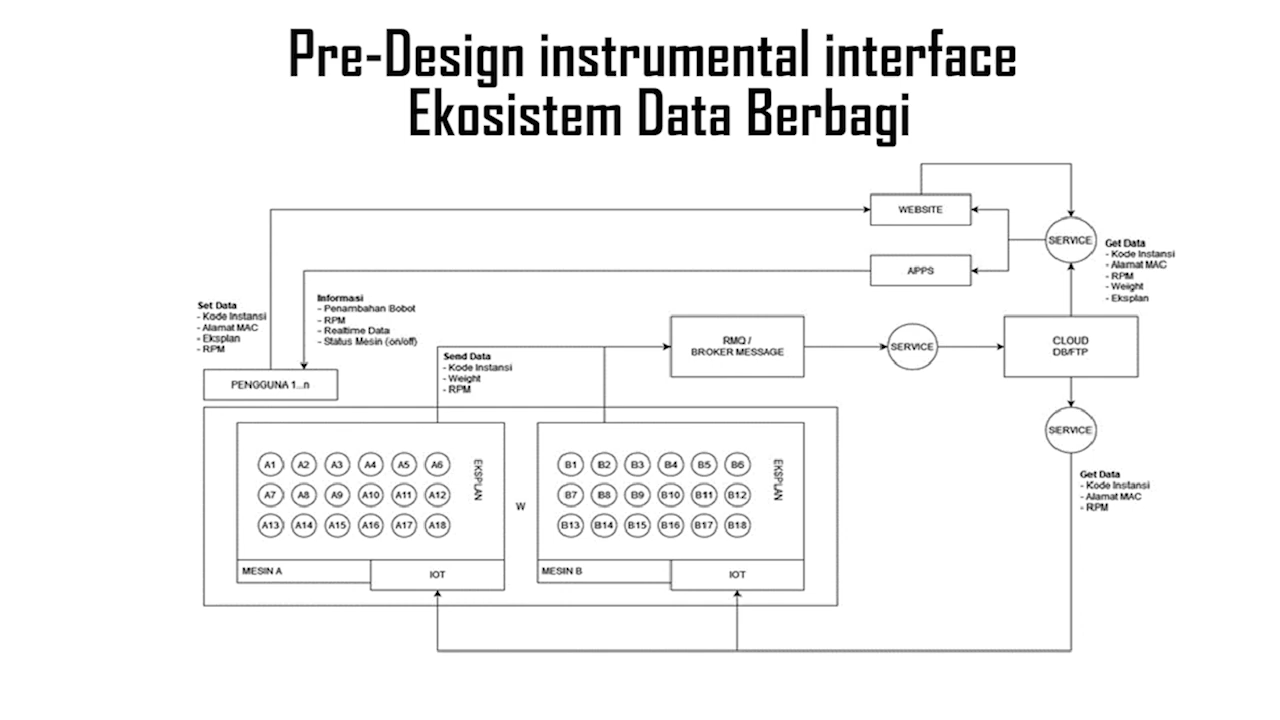 Pre-Design instrumental interface
Ekosistem Data Berbagi
WEBSITE
SERVICE
Get Data
- Kode Instansi
- Alamat MAC
- RPM
- Weight
- Eksplan
APPS
Set Data
- Kode Instansi
- Alamat MAC
- Eksplan
- RPM
Informasi
- Penambahan Bobot
- RPM
- Realtime Data
- Status Mesin (on/off)
PENGGUNA 1...n
Send Data
- Kode Instansi
- Weight
- RPM
RMQ /
BROKER MESSAGE
SERVICE
CLOUD
DB/FTP
SERVICE
Get Data
- Kode Instansi
- Alamat MAC
- RPM
A1 A2 A3 A4 A5 A6
A7 A8 A9 A10 A11 A12
A13 A14 A15 A16 A17 A18
EKSPLAN
MESIN A
IOT
W
B1 B2 B3 B4 B5 B6
B7 B8 B9 B10 B11 B12
B13 B14 B15 B16 B17 B18
EKSPLAN
MESIN B
IOT